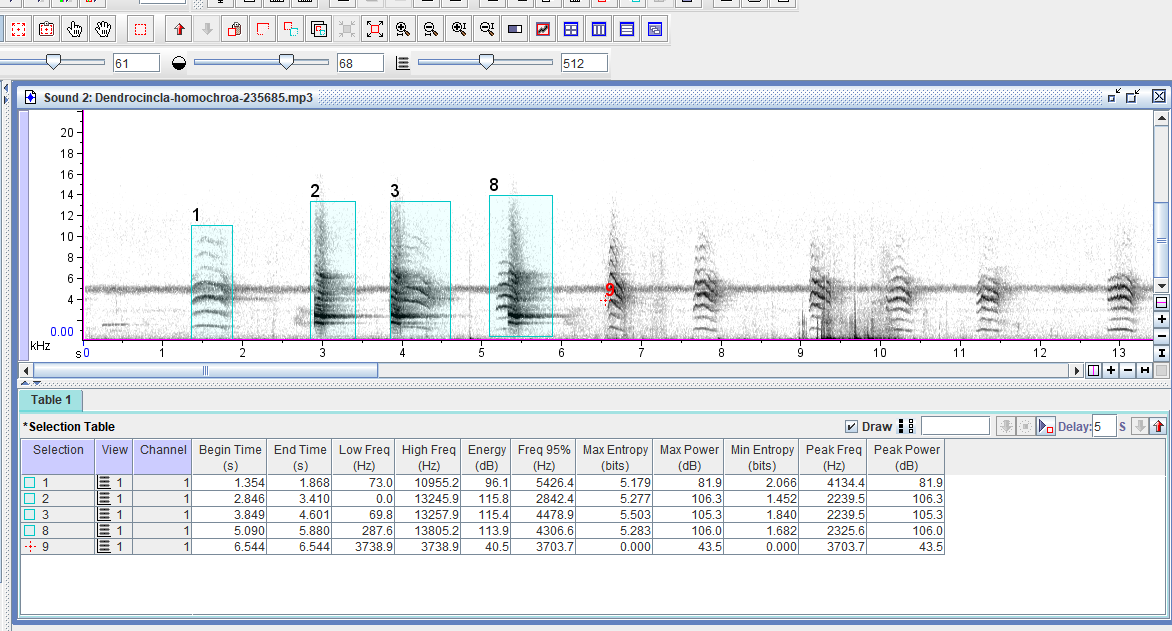 61
68
512
Sound 2: Dendrocincla-homochroa-235685.mp3
20
18
16
14
12
10
8
6
4
0.00
kHz
1
2
3
8
9
s0 1 2 3 4 5 6 7 8 9 10 11 12 13
Table 1
*Selection Table
Draw
Delay: 5 S
Selection View Channel Begin Time (s) End Time (s) Low Freq (Hz) High Freq (Hz) Energy (dB) Freq 95% (Hz) Max Entropy (bits) Max Power (dB) Min Entropy (bits) Peak Freq (Hz) Peak Power (dB)
1 1 1 1.354 1.868 73.0 10955.2 96.1 5426.4 5.179 81.9 2.066 4134.4 81.9
2 1 1 2.846 3.410 0.0 13245.9 115.8 2842.4 5.277 106.3 1.452 2239.5 106.3
3 1 1 3.849 4.601 69.8 13257.9 115.4 4478.9 5.503 105.3 1.840 2239.5 105.3
8 1 1 5.090 5.880 287.6 13805.2 113.9 4306.6 5.283 106.0 1.682 2325.6 106.0
9 1 1 6.544 6.544 3738.9 3738.9 40.5 3703.7 0.000 43.5 0.000 3703.7 43.5